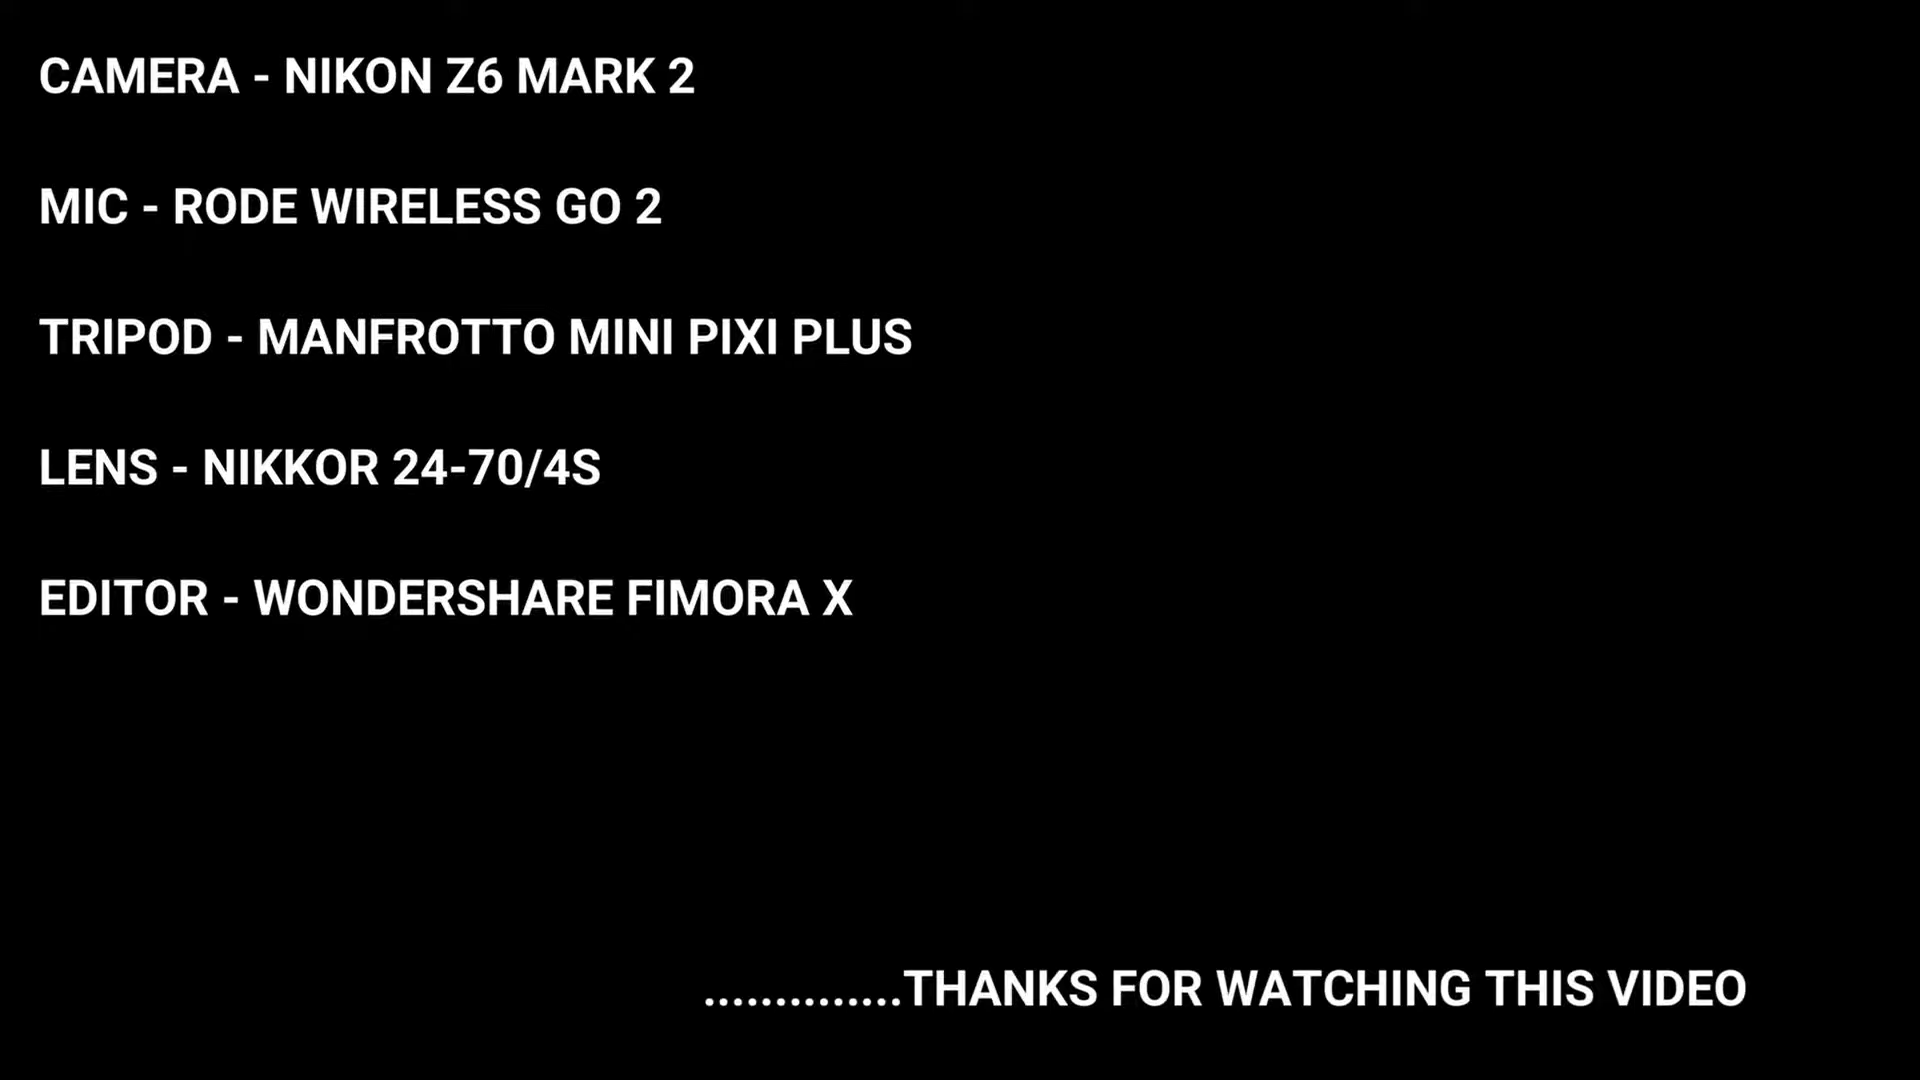 CAMERA - NIKON Z6 MARK 2
MIC - RODE WIRELESS GO 2
TRIPOD - MANFROTTO MINI PIXI PLUS
LENS - NIKKOR 24-70/4S
EDITOR - WONDERSHARE FIMORA X
..............THANKS FOR WATCHING THIS VIDEO